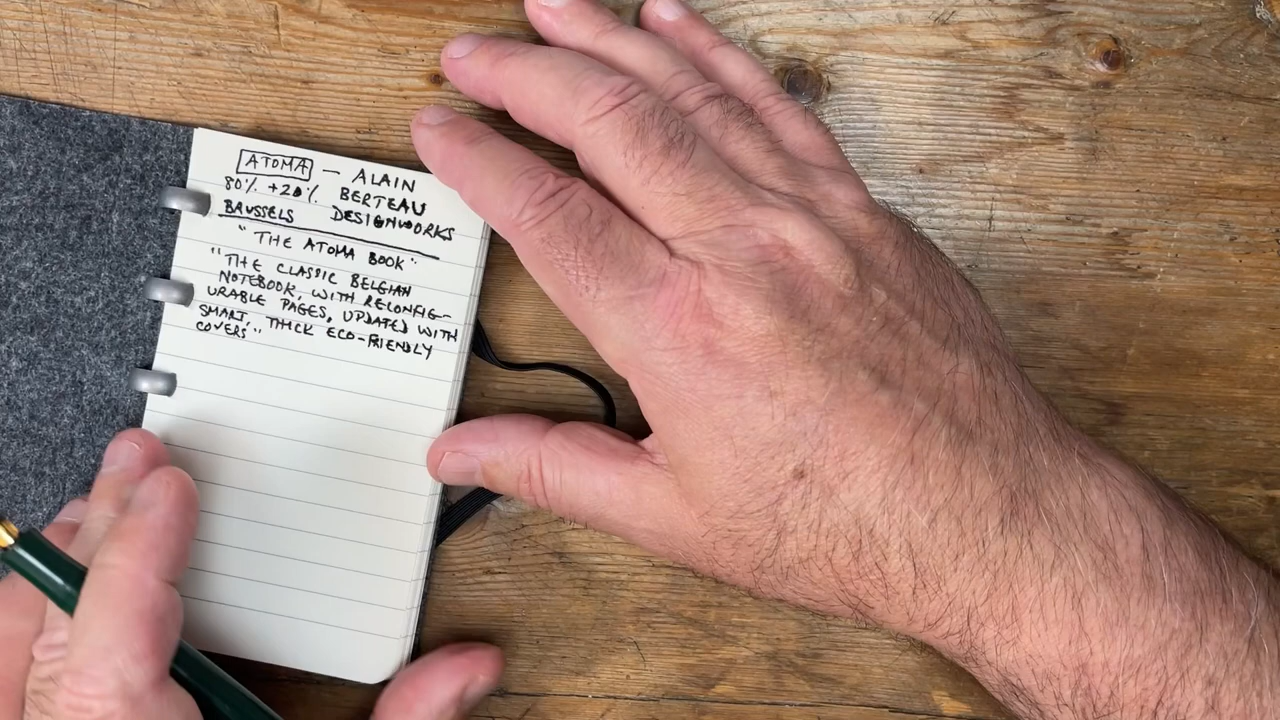 ATOMA — ALAIN
80% +20% BERTEAU
BRUSSELS DESIGNWORKS
"THE ATOMA BOOK"
"THE CLASSIC BELGIAN
NOTEBOOK, WITH RECONFIG-
URABLE PAGES, UPDATED WITH
SMART, THICK ECO-FRIENDLY
COVERS"